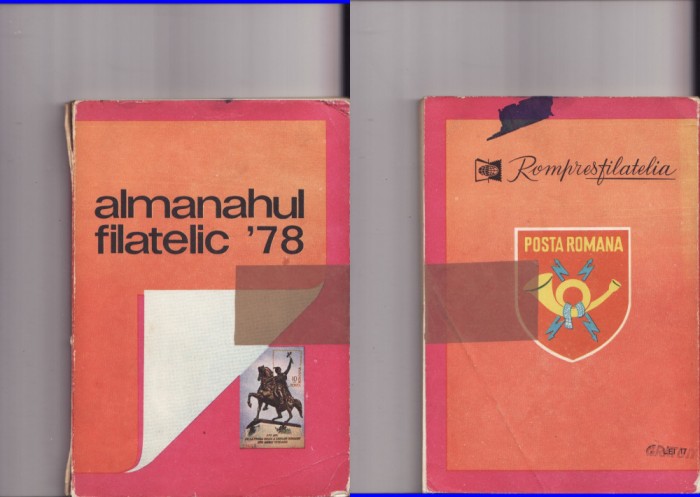 almanahul
filatelic '78
Rompresfilatelia
POSTA ROMANA